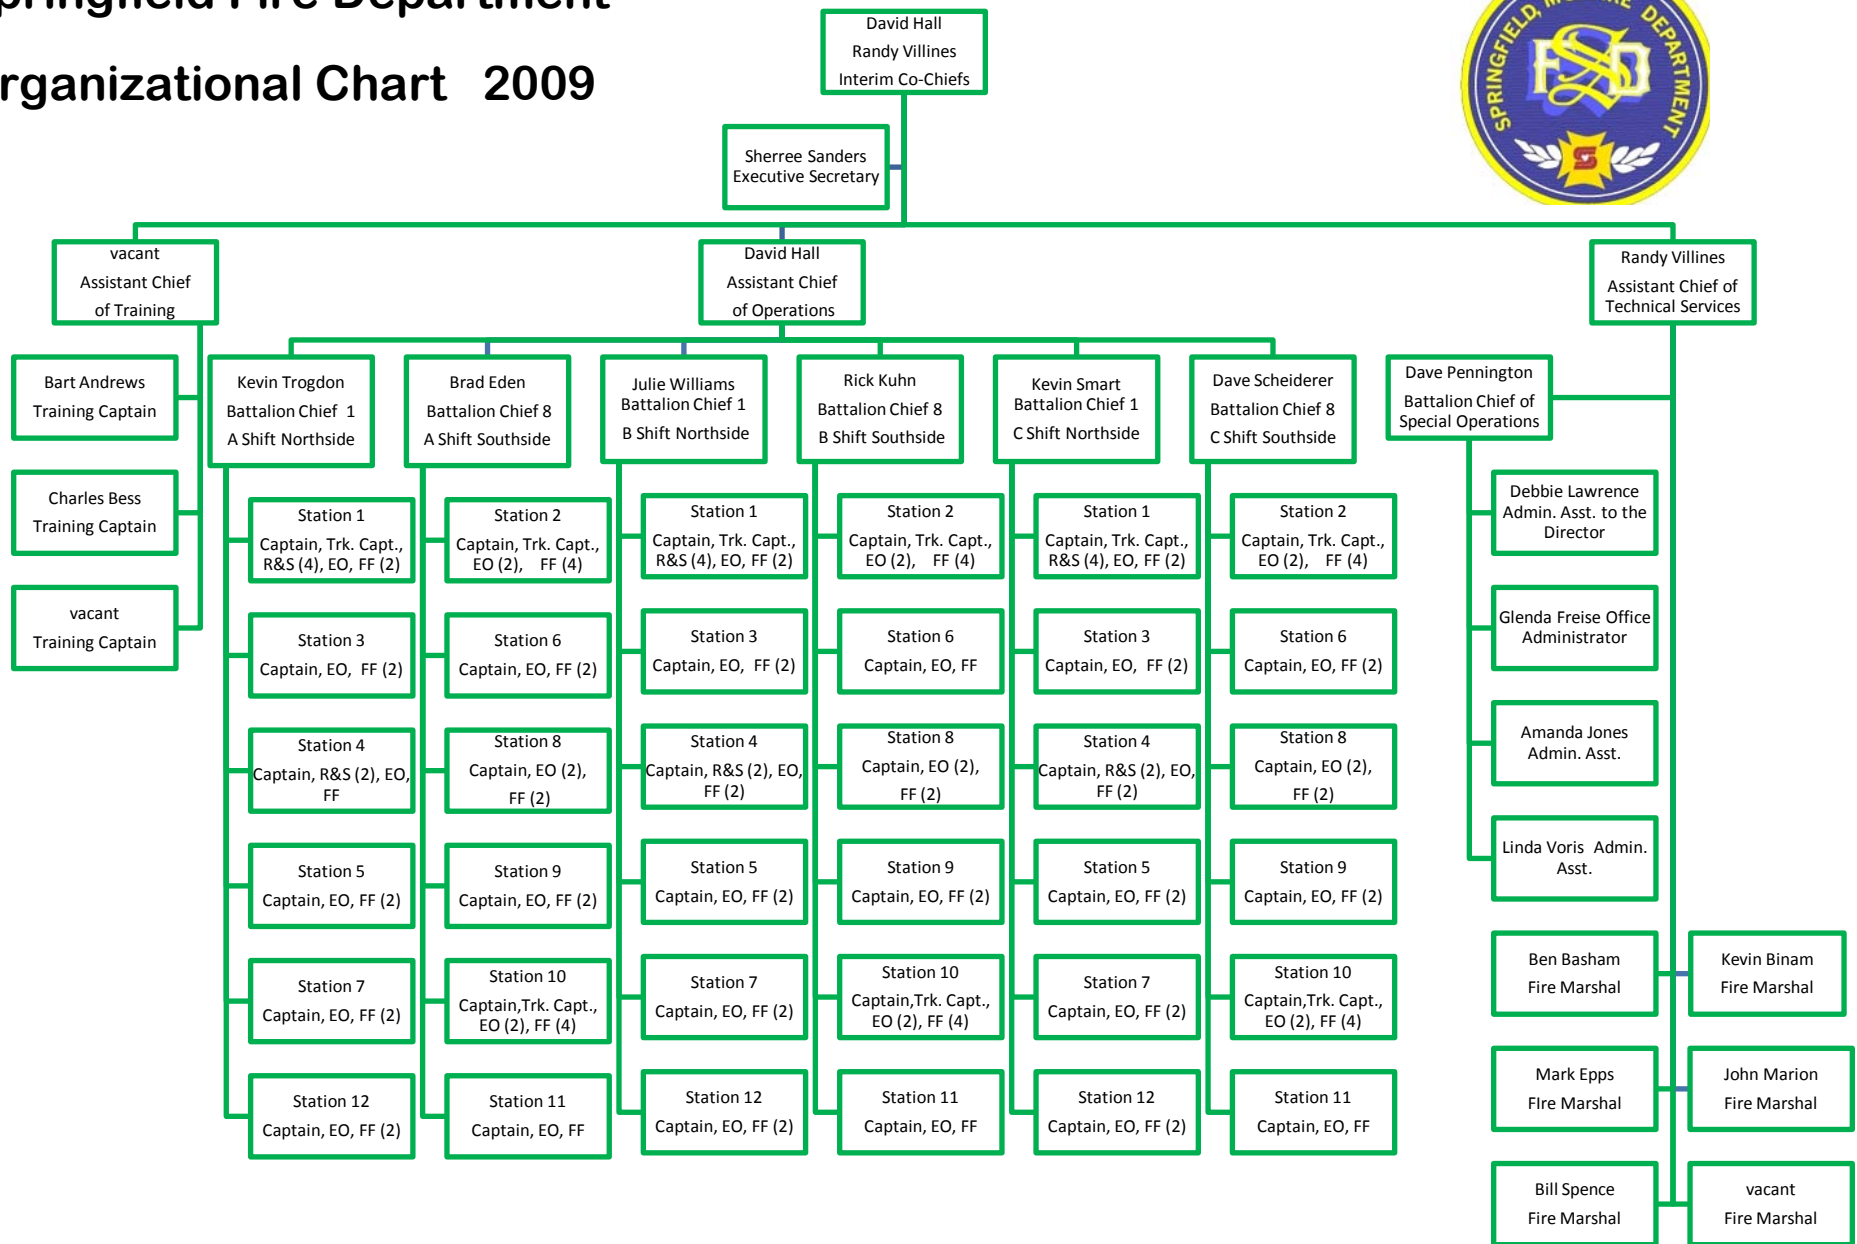 pringfield Fire Department
rganizational Chart 2009
SPRINGFIELD, MO FIRE DEPARTMENT
SFD
S
David Hall
Randy Villines
Interim Co-Chiefs
Sherree Sanders
Executive Secretary
vacant
Assistant Chief
of Training
David Hall
Assistant Chief
of Operations
Randy Villines
Assistant Chief of
Technical Services
Bart Andrews
Training Captain
Charles Bess
Training Captain
vacant
Training Captain
Kevin Trogdon
Battalion Chief 1
A Shift Northside
Station 1
Captain, Trk. Capt.,
R&S (4), EO, FF (2)
Station 3
Captain, EO, FF (2)
Station 4
Captain, R&S (2), EO,
FF
Station 5
Captain, EO, FF (2)
Station 7
Captain, EO, FF (2)
Station 12
Captain, EO, FF (2)
Brad Eden
Battalion Chief 8
A Shift Southside
Station 2
Captain, Trk. Capt.,
EO (2), FF (4)
Station 6
Captain, EO, FF (2)
Station 8
Captain, EO (2),
FF (2)
Station 9
Captain, EO, FF (2)
Station 10
Captain,Trk. Capt.,
EO (2), FF (4)
Station 11
Captain, EO, FF
Julie Williams
Battalion Chief 1
B Shift Northside
Station 1
Captain, Trk. Capt.,
R&S (4), EO, FF (2)
Station 3
Captain, EO, FF (2)
Station 4
Captain, R&S (2), EO,
FF (2)
Station 5
Captain, EO, FF (2)
Station 7
Captain, EO, FF (2)
Station 12
Captain, EO, FF (2)
Rick Kuhn
Battalion Chief 8
B Shift Southside
Station 2
Captain, Trk. Capt.,
EO (2), FF (4)
Station 6
Captain, EO, FF
Station 8
Captain, EO (2),
FF (2)
Station 9
Captain, EO, FF (2)
Station 10
Captain,Trk. Capt.,
EO (2), FF (4)
Station 11
Captain, EO, FF
Kevin Smart
Battalion Chief 1
C Shift Northside
Station 1
Captain, Trk. Capt.,
R&S (4), EO, FF (2)
Station 3
Captain, EO, FF (2)
Station 4
Captain, R&S (2), EO,
FF (2)
Station 5
Captain, EO, FF (2)
Station 7
Captain, EO, FF (2)
Station 12
Captain, EO, FF (2)
Dave Scheiderer
Battalion Chief 8
C Shift Southside
Station 2
Captain, Trk. Capt.,
EO (2), FF (4)
Station 6
Captain, EO, FF (2)
Station 8
Captain, EO (2),
FF (2)
Station 9
Captain, EO, FF (2)
Station 10
Captain,Trk. Capt.,
EO (2), FF (4)
Station 11
Captain, EO, FF
Dave Pennington
Battalion Chief of
Special Operations
Debbie Lawrence
Admin. Asst. to the
Director
Glenda Freise Office
Administrator
Amanda Jones
Admin. Asst.
Linda Voris Admin.
Asst.
Ben Basham
Fire Marshal
Kevin Binam
Fire Marshal
Mark Epps
FIre Marshal
John Marion
Fire Marshal
Bill Spence
Fire Marshal
vacant
Fire Marshal